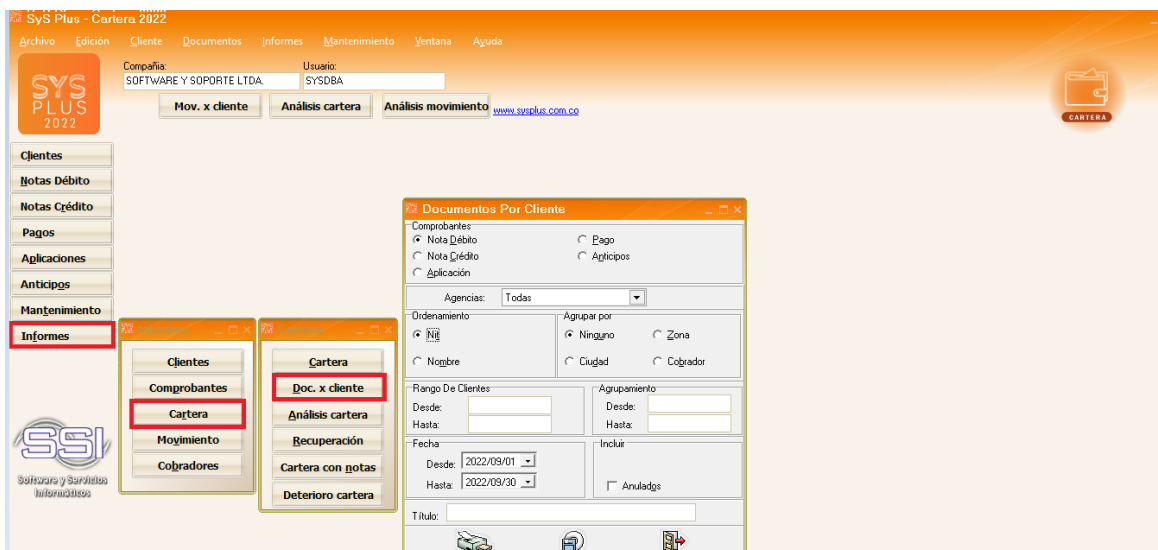 SyS Plus - Cartera 2022
Archivo Edición Cliente Documentos Informes Mantenimiento Ventana Ayuda
SYS
PLUS
2022
Compañia: Usuario:
SOFTWARE Y SOPORTE LTDA. SYSDBA
Mov. x cliente Análisis cartera Análisis movimiento www.sysplus.com.co
CARTERA
Clientes
Notas Débito
Notas Crédito
Pagos
Aplicaciones
Anticipos
Mantenimiento
Informes
SSI
Software y Servicios
Informáticos
Informes
Clientes
Comprobantes
Cartera
Movimiento
Cobradores
Cartera
Cartera
Doc. x cliente
Análisis cartera
Recuperación
Cartera con notas
Deterioro cartera
Documentos Por Cliente
Comprobantes
Nota Débito Pago
Nota Crédito Anticipos
Aplicación
Agencias: Todas
Ordenamiento Agrupar por
Nit Ninguno Zona
Nombre Ciudad Cobrador
Rango De Clientes Agrupamiento
Desde: Desde:
Hasta: Hasta:
Fecha Incluir
Desde: 2022/09/01
Hasta: 2022/09/30 Anulados
Título: